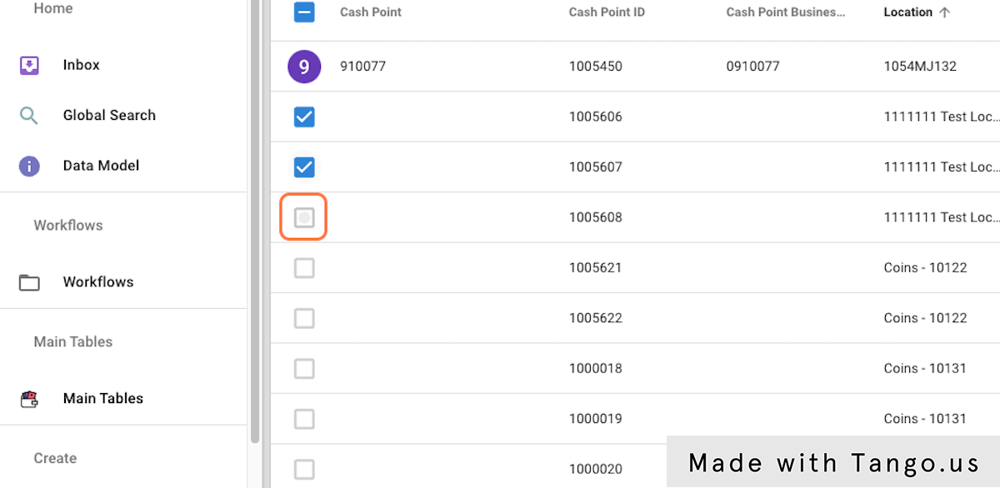 Home
Inbox
Global Search
Data Model
Workflows
Workflows
Main Tables
Main Tables
Create
Cash Point Cash Point ID Cash Point Busines... Location
9 910077 1005450 0910077 1054MJ132
1005606 1111111 Test Loc...
1005607 1111111 Test Loc...
1005608 1111111 Test Loc...
1005621 Coins - 10122
1005622 Coins - 10122
1000018 Coins - 10131
1000019 Coins - 10131
1000020
Made with Tango.us